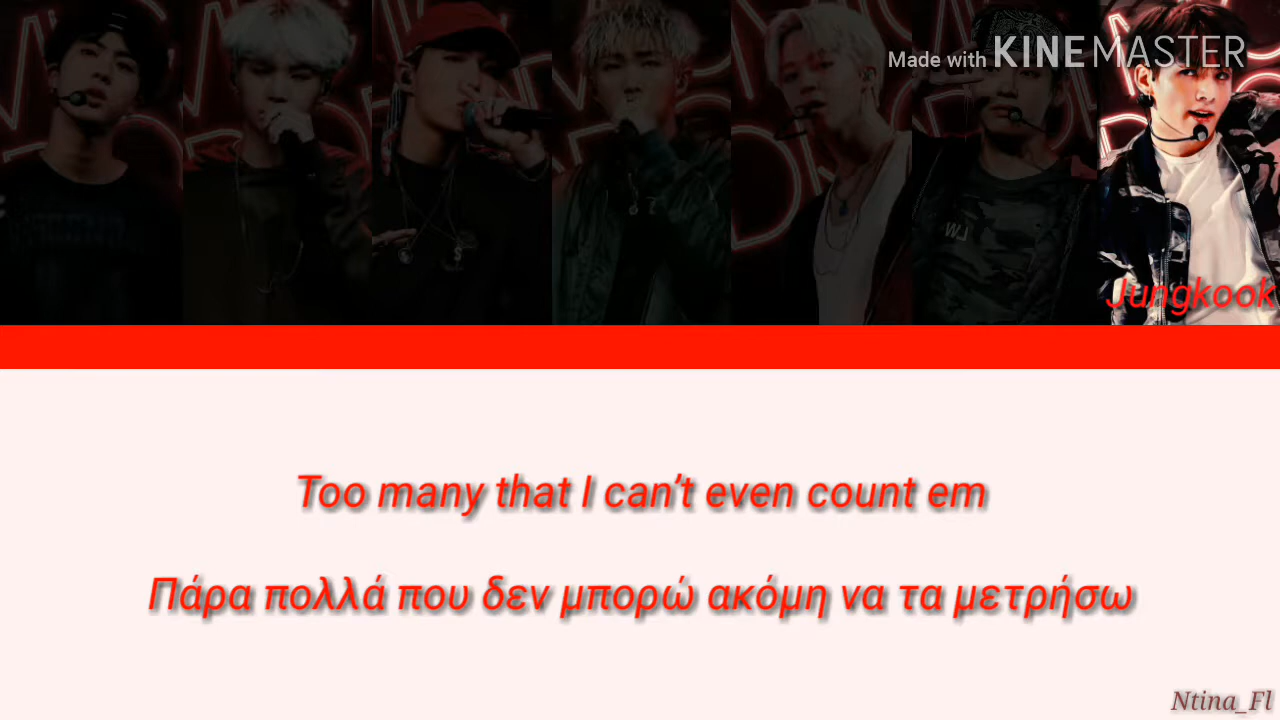 Made with KINEMASTER
Jungkook
Too many that I can't even count em
Πάρα πολλά που δεν μπορώ ακόμη να τα μετρήσω
Ntina_Fl